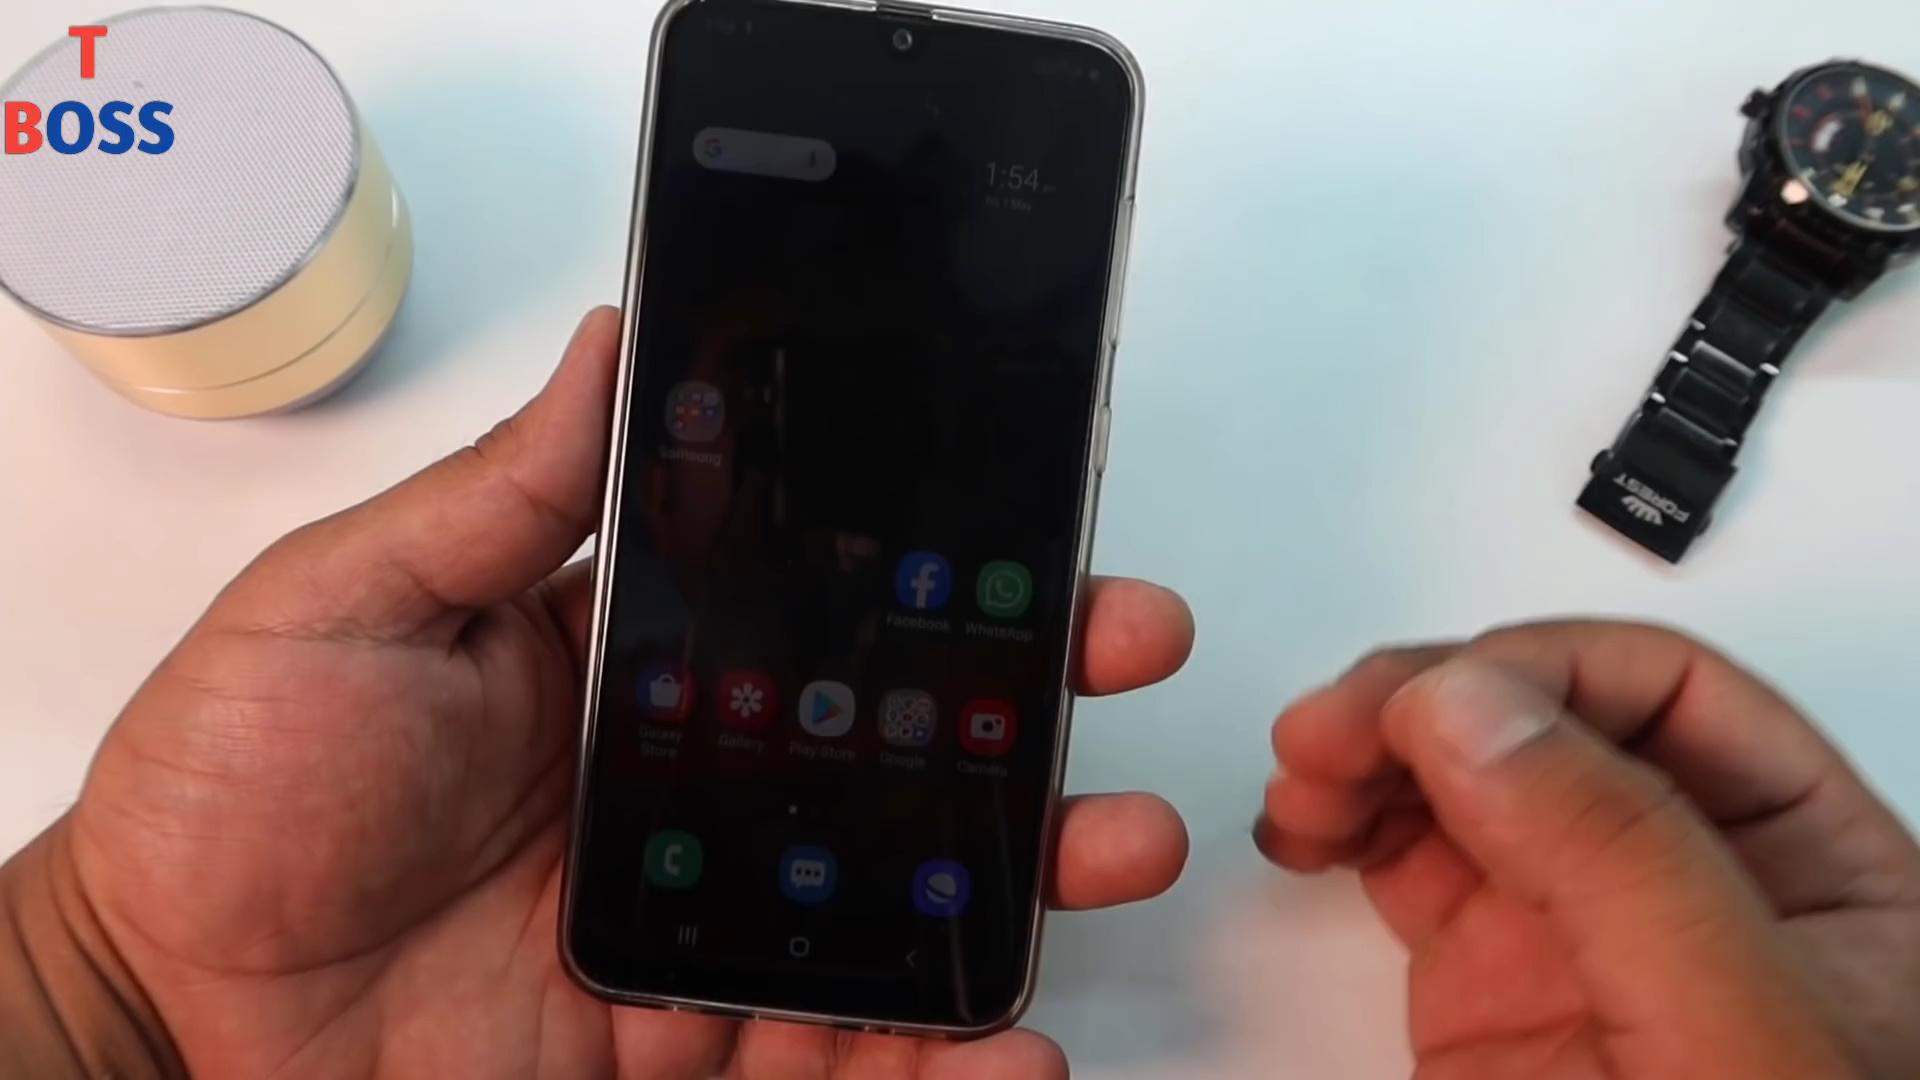 T
BOSS
1:54
Samsung
Facebook
WhatsApp
Galaxy
Store
Gallery
Play Store
Google
Camera
FOREST